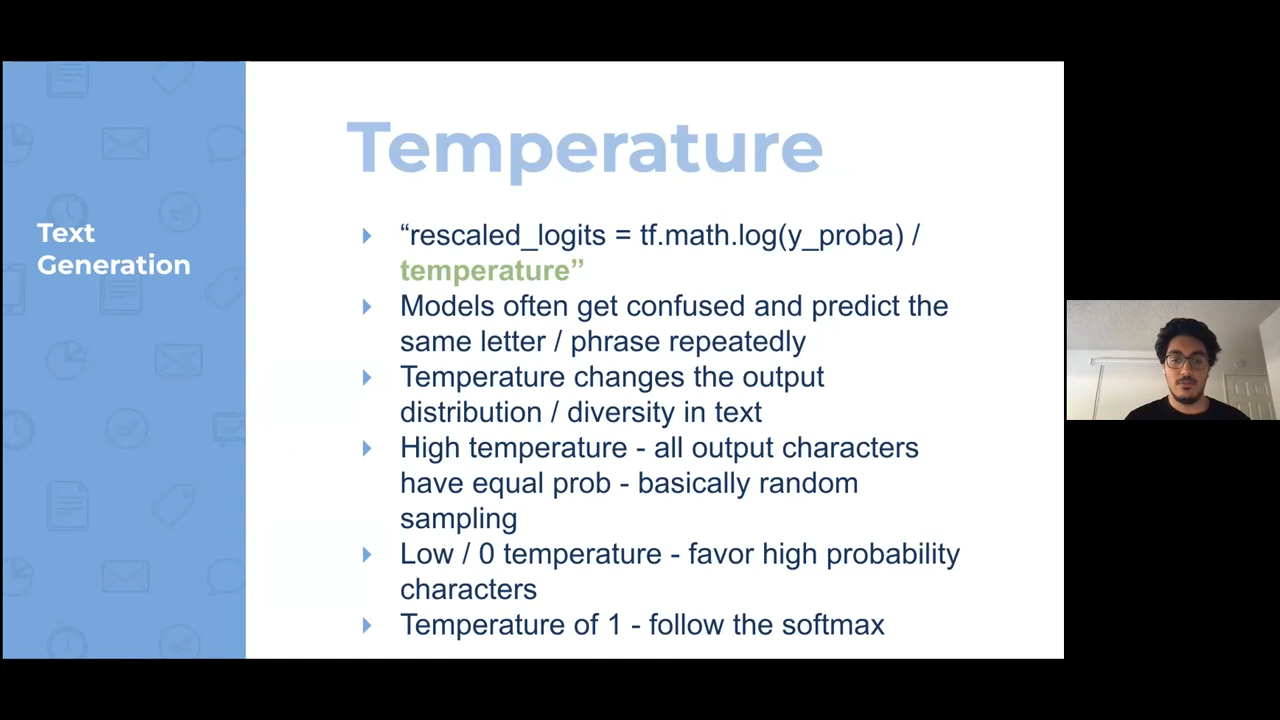 Text
Generation
Temperature
“rescaled_logits = tf.math.log(y_proba) /
temperature”
Models often get confused and predict the
same letter / phrase repeatedly
Temperature changes the output
distribution / diversity in text
High temperature - all output characters
have equal prob - basically random
sampling
Low / 0 temperature - favor high probability
characters
Temperature of 1 - follow the softmax